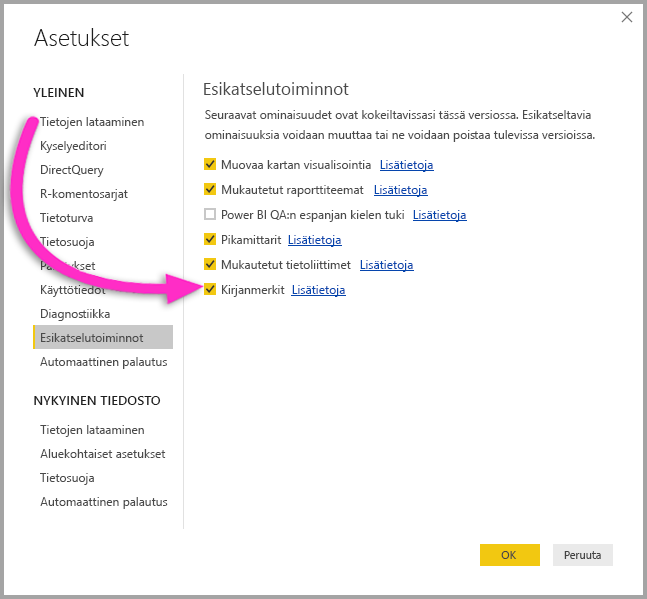 Asetukset
YLEINEN
Tietojen lataaminen
Kyselyeditori
DirectQuery
R-komentosarjat
Tietoturva
Tietosuoja
Käyttötiedot
Diagnostiikka
Esikatselutoiminnot
Automaattinen palautus
NYKYINEN TIEDOSTO
Tietojen lataaminen
Aluekohtaiset asetukset
Tietosuoja
Automaattinen palautus
Esikatselutoiminnot
Seuraavat ominaisuudet ovat kokeiltavissasi tässä versiossa. Esikatseltavia
ominaisuuksia voidaan muuttaa tai ne voidaan poistaa tulevissa versioissa.
Muovaa kartan visualisointia Lisätietoja
Mukautetut raporttiteemat Lisätietoja
Power BI QA:n espanjan kielen tuki Lisätietoja
Pikamittarit Lisätietoja
Mukautetut tietoliittimet Lisätietoja
Kirjanmerkit Lisätietoja
OK Peruuta